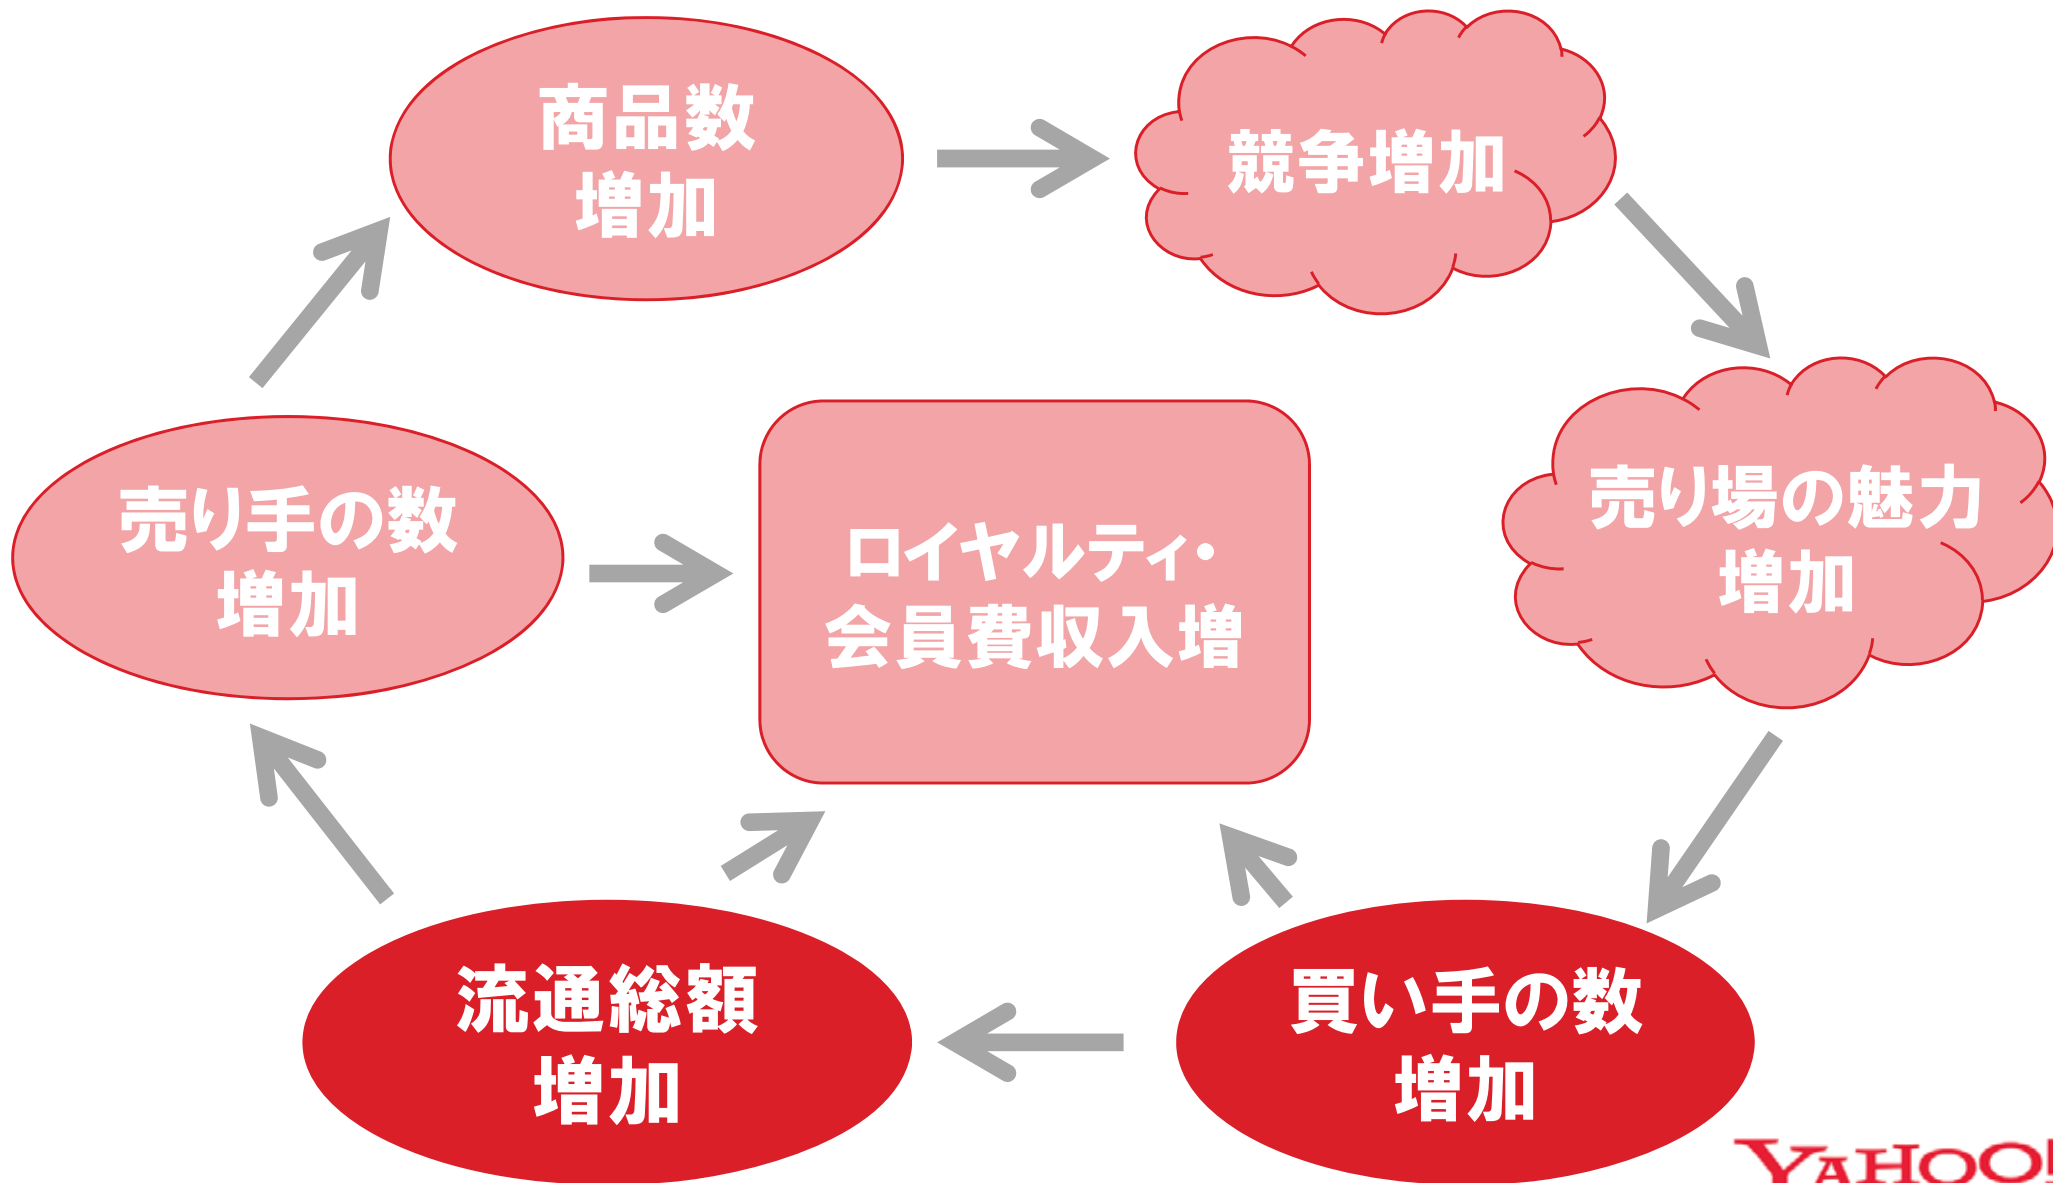 商品数
増加
競争増加
売り手の数
増加
ロイヤルティ・
会員費収入増
売り場の魅力
増加
流通総額
増加
買い手の数
増加
YAHOO!